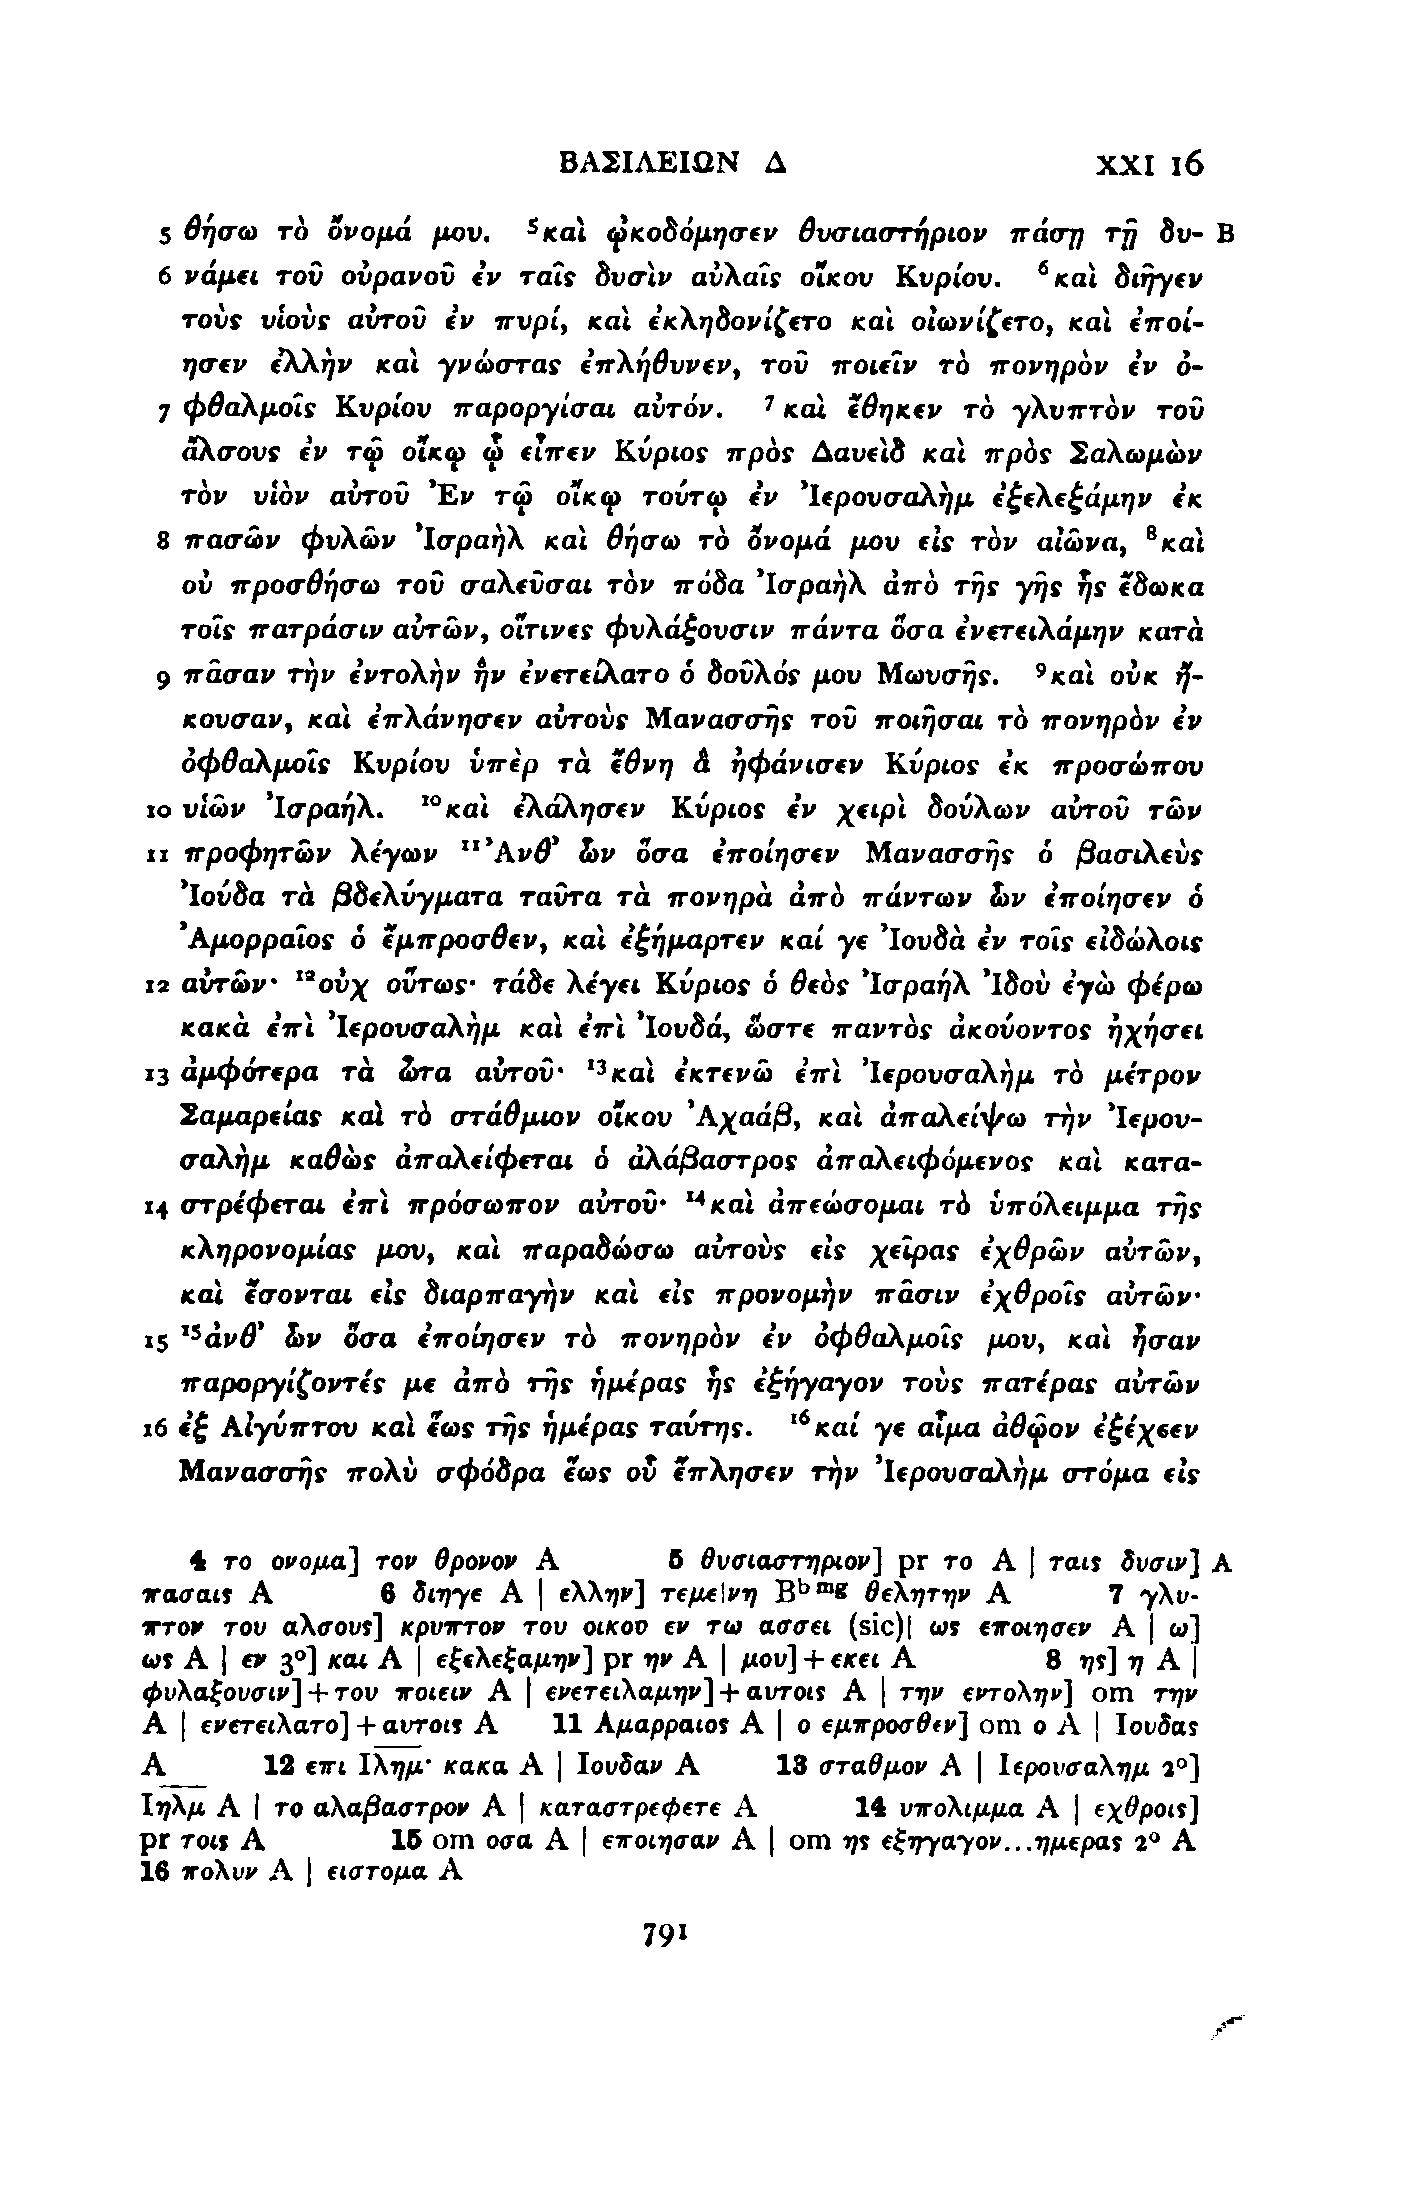 ΒΑΣΙΛΕΙΩΝ Δ XXI 16
5 θήσω τὸ ὄνομά μου. ⁵καὶ ᾠκοδόμησεν θυσιαστήριον πάσῃ τῇ δυ- B
6 νάμει τοῦ οὐρανοῦ ἐν ταῖς δυσὶν αὐλαῖς οἴκου Κυρίου. ⁶καὶ διῆγεν
τοὺς υἱοὺς αὐτοῦ ἐν πυρί, καὶ ἐκληδονίζετο καὶ οἰωνίζετο, καὶ ἐποί-
ησεν ἐλλὴν καὶ γνώστας ἐπλήθυνεν, τοῦ ποιεῖν τὸ πονηρὸν ἐν ὀ-
7 φθαλμοῖς Κυρίου παροργίσαι αὐτόν. ⁷καὶ ἔθηκεν τὸ γλυπτὸν τοῦ
ἄλσους ἐν τῷ οἴκῳ ᾧ εἶπεν Κύριος πρὸς Δαυεὶδ καὶ πρὸς Σαλωμὼν
τὸν υἱὸν αὐτοῦ Ἐν τῷ οἴκῳ τούτῳ ἐν Ἰερουσαλὴμ ἐξελεξάμην ἐκ
8 πασῶν φυλῶν Ἰσραὴλ καὶ θήσω τὸ ὄνομά μου εἰς τὸν αἰῶνα, ⁸καὶ
οὐ προσθήσω τοῦ σαλεῦσαι τὸν πόδα Ἰσραὴλ ἀπὸ τῆς γῆς ἧς ἔδωκα
τοῖς πατράσιν αὐτῶν, οἵτινες φυλάξουσιν πάντα ὅσα ἐνετειλάμην κατὰ
9 πᾶσαν τὴν ἐντολὴν ἣν ἐνετείλατο ὁ δοῦλός μου Μωυσῆς. ⁹καὶ οὐκ ἤ-
κουσαν, καὶ ἐπλάνησεν αὐτοὺς Μανασσῆς τοῦ ποιῆσαι τὸ πονηρὸν ἐν
ὀφθαλμοῖς Κυρίου ὑπὲρ τὰ ἔθνη ἃ ἠφάνισεν Κύριος ἐκ προσώπου
10 υἱῶν Ἰσραήλ. ¹⁰καὶ ἐλάλησεν Κύριος ἐν χειρὶ δούλων αὐτοῦ τῶν
11 προφητῶν λέγων ¹¹Ἀνθ᾽ ὧν ὅσα ἐποίησεν Μανασσῆς ὁ βασιλεὺς
Ἰούδα τὰ βδελύγματα ταῦτα τὰ πονηρὰ ἀπὸ πάντων ὧν ἐποίησεν ὁ
Ἀμορραῖος ὁ ἔμπροσθεν, καὶ ἐξήμαρτεν καί γε Ἰουδὰ ἐν τοῖς εἰδώλοις
12 αὐτῶν· ¹²οὐχ οὕτως· τάδε λέγει Κύριος ὁ θεὸς Ἰσραήλ Ἰδοὺ ἐγὼ φέρω
κακὰ ἐπὶ Ἰερουσαλὴμ καὶ ἐπὶ Ἰουδά, ὥστε παντὸς ἀκούοντος ἠχήσει
13 ἀμφότερα τὰ ὦτα αὐτοῦ· ¹³καὶ ἐκτενῶ ἐπὶ Ἰερουσαλὴμ τὸ μέτρον
Σαμαρείας καὶ τὸ στάθμιον οἴκου Ἀχαάβ, καὶ ἀπαλείψω τὴν Ἰερου-
σαλὴμ καθὼς ἀπαλείφεται ὁ ἀλάβαστρος ἀπαλειφόμενος καὶ κατα-
14 στρέφεται ἐπὶ πρόσωπον αὐτοῦ· ¹⁴καὶ ἀπεώσομαι τὸ ὑπόλειμμα τῆς
κληρονομίας μου, καὶ παραδώσω αὐτοὺς εἰς χεῖρας ἐχθρῶν αὐτῶν,
καὶ ἔσονται εἰς διαρπαγὴν καὶ εἰς προνομὴν πᾶσιν ἐχθροῖς αὐτῶν·
15 ¹⁵ἀνθ᾽ ὧν ὅσα ἐποίησεν τὸ πονηρὸν ἐν ὀφθαλμοῖς μου, καὶ ἦσαν
παροργίζοντές με ἀπὸ τῆς ἡμέρας ἧς ἐξήγαγον τοὺς πατέρας αὐτῶν
16 ἐξ Αἰγύπτου καὶ ἕως τῆς ἡμέρας ταύτης. ¹⁶καί γε αἷμα ἀθῷον ἐξέχεεν
Μανασσῆς πολὺ σφόδρα ἕως οὗ ἔπλησεν τὴν Ἰερουσαλὴμ στόμα εἰς
4 το ονομα] τον θρονον A 5 θυσιαστηριον] pr το A | ταις δυσιν] A
πασαις A 6 διηγε A | ελλην] τεμε|νη Bᵇ ᵐᵍ θελητην A 7 γλυ-
πτον του αλσους] κρυπτον του οικου εν τω ασσει (sic)| ως εποιησεν A | ω]
ως A | εν 3°] και A | εξελεξαμην] pr ην A | μου]+εκει A 8 ης] η A |
φυλαξουσιν]+του ποιειν A | ενετειλαμην]+αυτοις A | την εντολην] om την
A | ενετειλατο]+αυτοις A 11 Αμαρραιος A | ο εμπροσθεν] om ο A | Ιουδας
A 12 επι Ιλημ· κακα A | Ιουδαν A 13 σταθμον A | Ιερουσαλημ 2°]
Ιηλμ A | το αλαβαστρον A | καταστρεφετε A 14 υπολιμμα A | εχθροις]
pr τοις A 15 om οσα A | εποιησαν A | om ης εξηγαγον...ημερας 2° A
16 πολυν A | ειστομα A
791